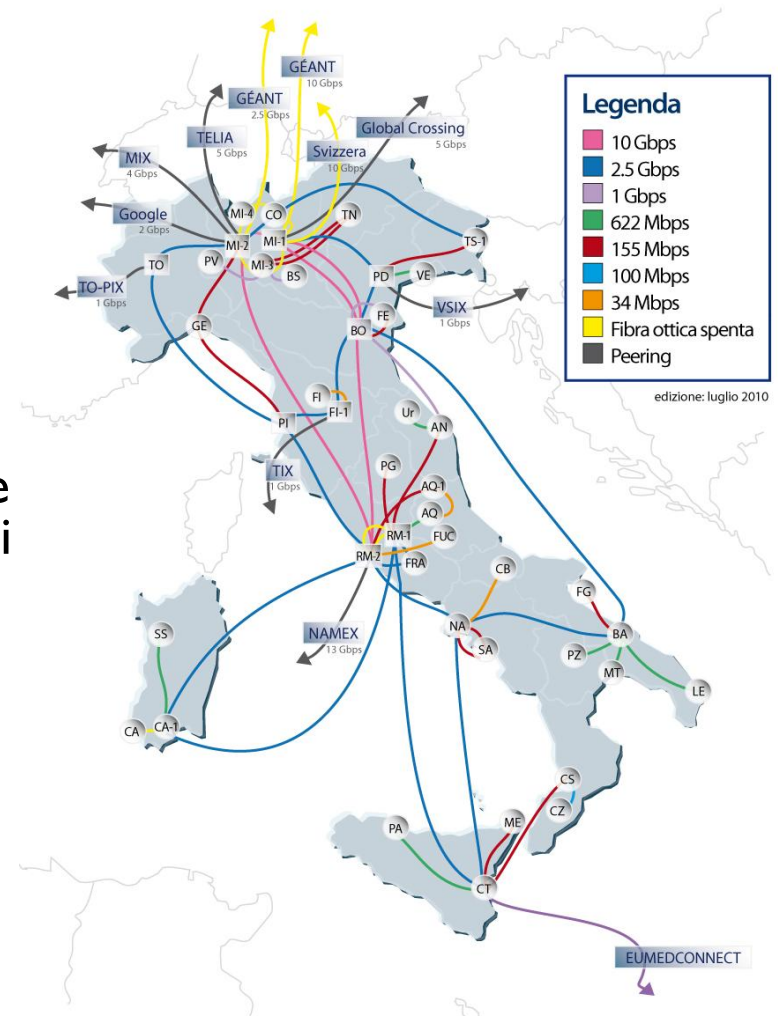 GÉANT
10 Gbps
GÉANT
2.5 Gbps
TELIA
5 Gbps
Global Crossing
5 Gbps
MIX
4 Gbps
Svizzera
10 Gbps
Google
2 Gbps
TO-PIX
1 Gbps
VSIX
1 Gbps
TIX
1 Gbps
NAMEX
13 Gbps
EUMEDCONNECT
Legenda
10 Gbps
2.5 Gbps
1 Gbps
622 Mbps
155 Mbps
100 Mbps
34 Mbps
Fibra ottica spenta
Peering
edizione: luglio 2010
e
i
MI-4
CO
TN
MI-2
MI-1
TS-1
TO
PV
MI-3
BS
PD
VE
GE
FE
BO
FI
FI-1
PI
Ur
AN
PG
AQ-1
AQ
RM-1
FUC
RM-2
FRA
CB
FG
NA
SA
BA
PZ
MT
LE
SS
CA
CA-1
CS
CZ
PA
ME
CT